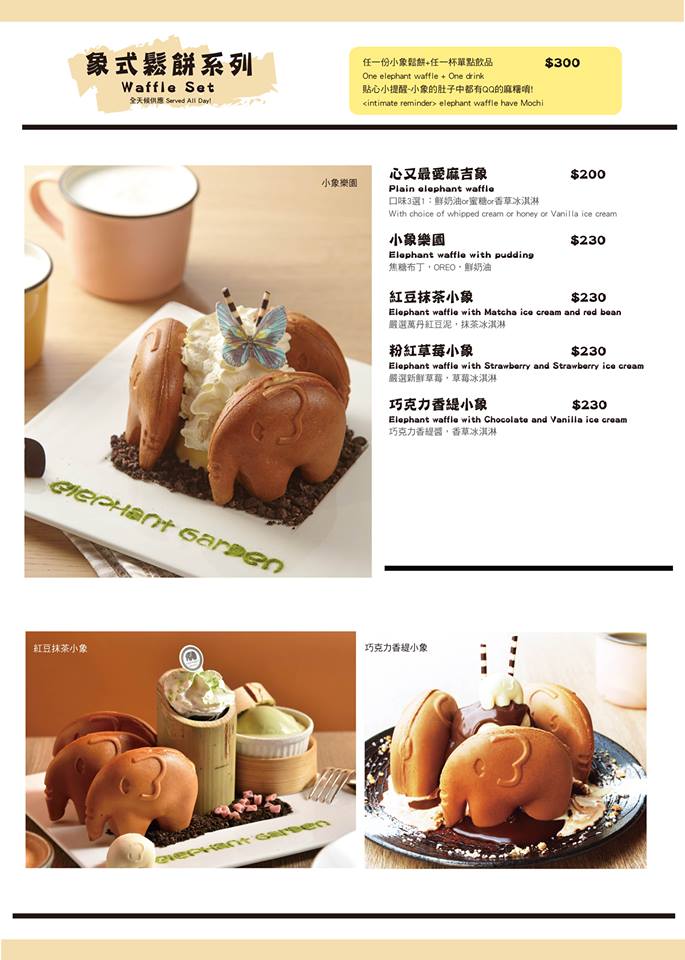 象式鬆餅系列
Waffle Set
全天候供應 Served All Day!
任一份小象鬆餅+任一杯單點飲品 $300
One elephant waffle + One drink
貼心小提醒~小象的肚子中都有QQ的麻糬唷!
<intimate reminder> elephant waffle have Mochi
小象樂園
心又最愛麻吉象 $200
Plain elephant waffle
口味3選1：鮮奶油or蜜糖or香草冰淇淋
With choice of whipped cream or honey or Vanilla ice cream
小象樂園 $230
Elephant waffle with pudding
焦糖布丁，OREO，鮮奶油
紅豆抹茶小象 $230
Elephant waffle with Matcha ice cream and red bean
嚴選萬丹紅豆泥，抹茶冰淇淋
粉紅草莓小象 $230
Elephant waffle with Strawberry and Strawberry ice cream
嚴選新鮮草莓，草莓冰淇淋
巧克力香緹小象 $230
Elephant waffle with Chocolate and Vanilla ice cream
巧克力香緹醬，香草冰淇淋
elephant Garden
紅豆抹茶小象
巧克力香緹小象
elephant Garden